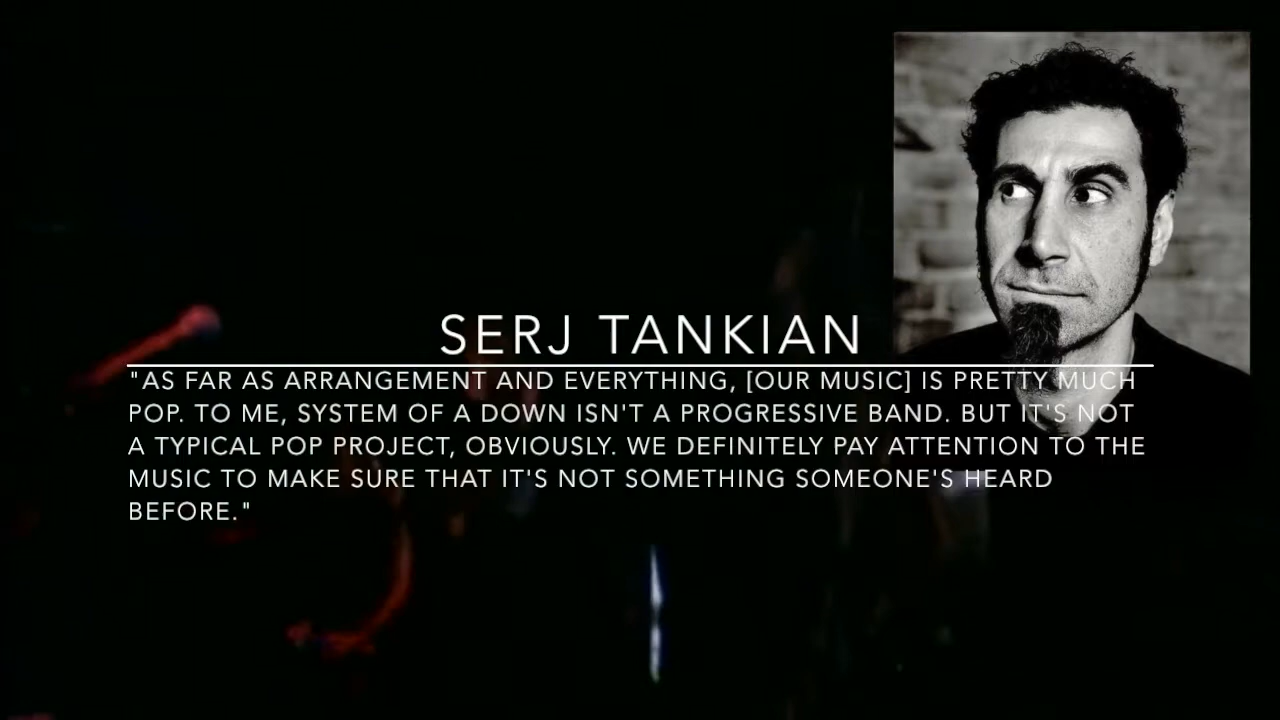 SERJ TANKIAN
"AS FAR AS ARRANGEMENT AND EVERYTHING, [OUR MUSIC] IS PRETTY MUCH
POP. TO ME, SYSTEM OF A DOWN ISN'T A PROGRESSIVE BAND. BUT IT'S NOT
A TYPICAL POP PROJECT, OBVIOUSLY. WE DEFINITELY PAY ATTENTION TO THE
MUSIC TO MAKE SURE THAT IT'S NOT SOMETHING SOMEONE'S HEARD
BEFORE."